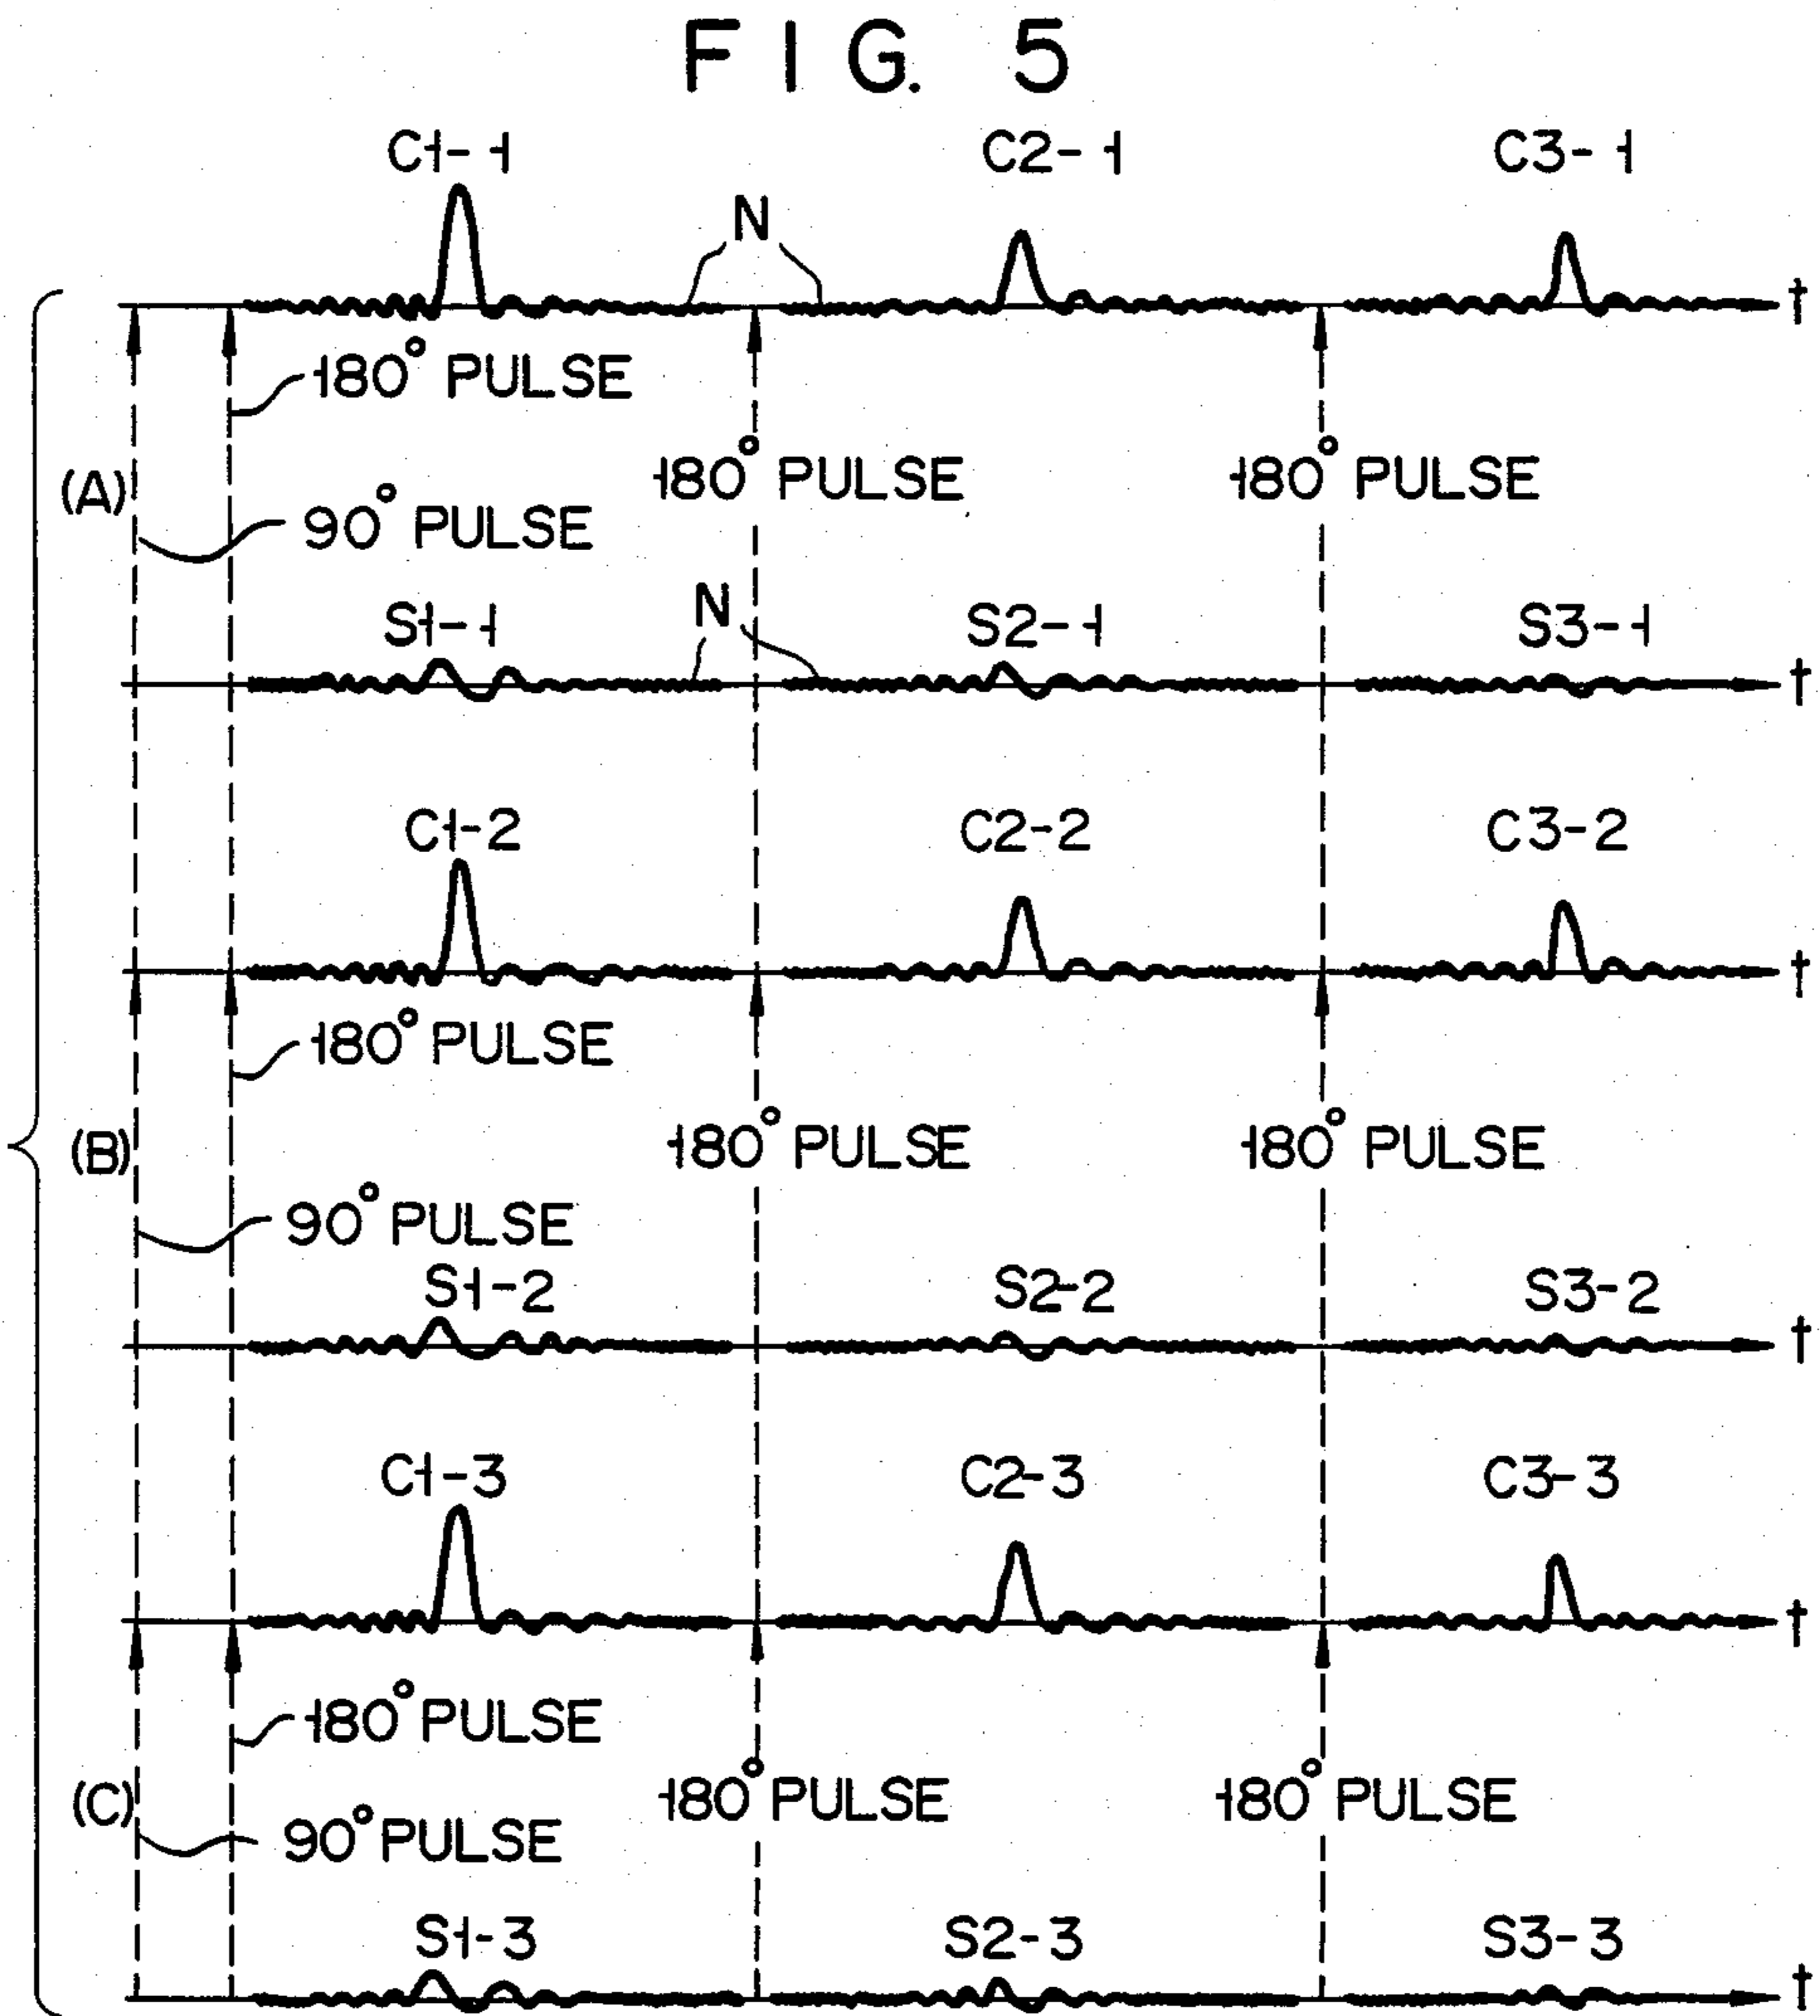 FIG. 5
C1-1 C2-1 C3-1
N
t
180° PULSE
180° PULSE 180° PULSE
(A)
90° PULSE
S1-1 N S2-1 S3-1
t
C1-2 C2-2 C3-2
t
180° PULSE
180° PULSE 180° PULSE
(B)
90° PULSE
S1-2 S2-2 S3-2
t
C1-3 C2-3 C3-3
t
180° PULSE
180° PULSE 180° PULSE
(C)
90° PULSE
S1-3 S2-3 S3-3
t